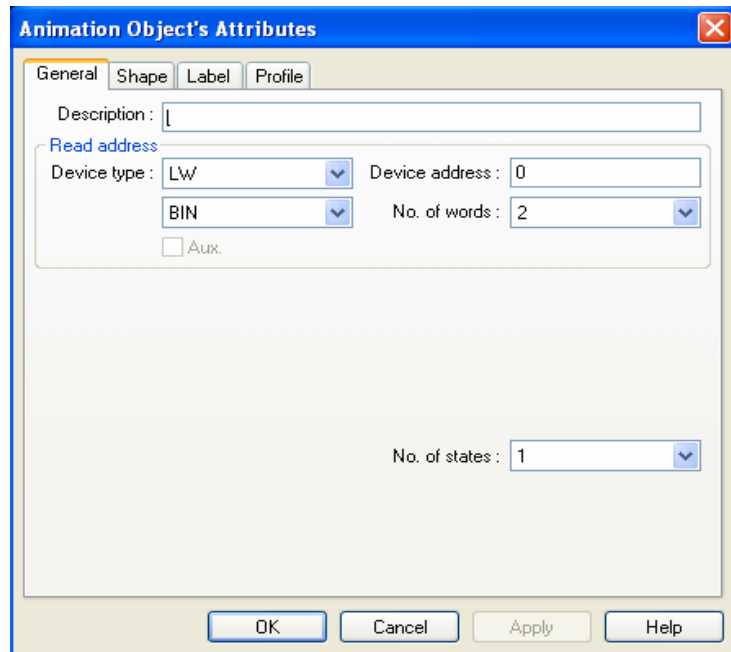 Animation Object's Attributes
General Shape Label Profile
Description :
Read address
Device type : LW Device address : 0
BIN No. of words : 2
Aux.
No. of states : 1
OK Cancel Apply Help